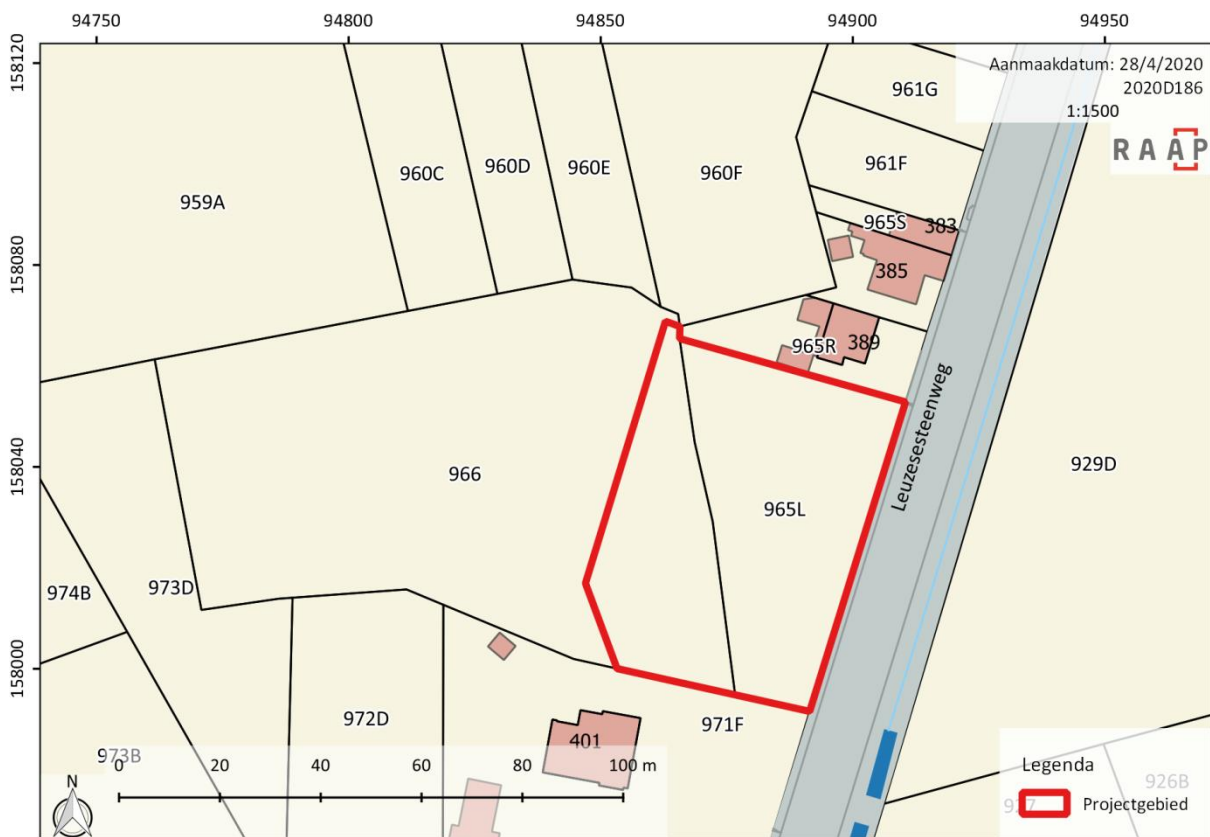 94750 94800 94850 94900 94950
158120
158080
158040
158000
Aanmaakdatum: 28/4/2020
2020D186
1:1500
RAAP
961G
961F
960C
960D
960E
960F
959A
965S
383
385
965R
389
Leuzesesteenweg
929D
966
965L
974B
973D
972D
971F
973B
401
0 20 40 60 80 100 m
N
Legenda
Projectgebied
926B
927